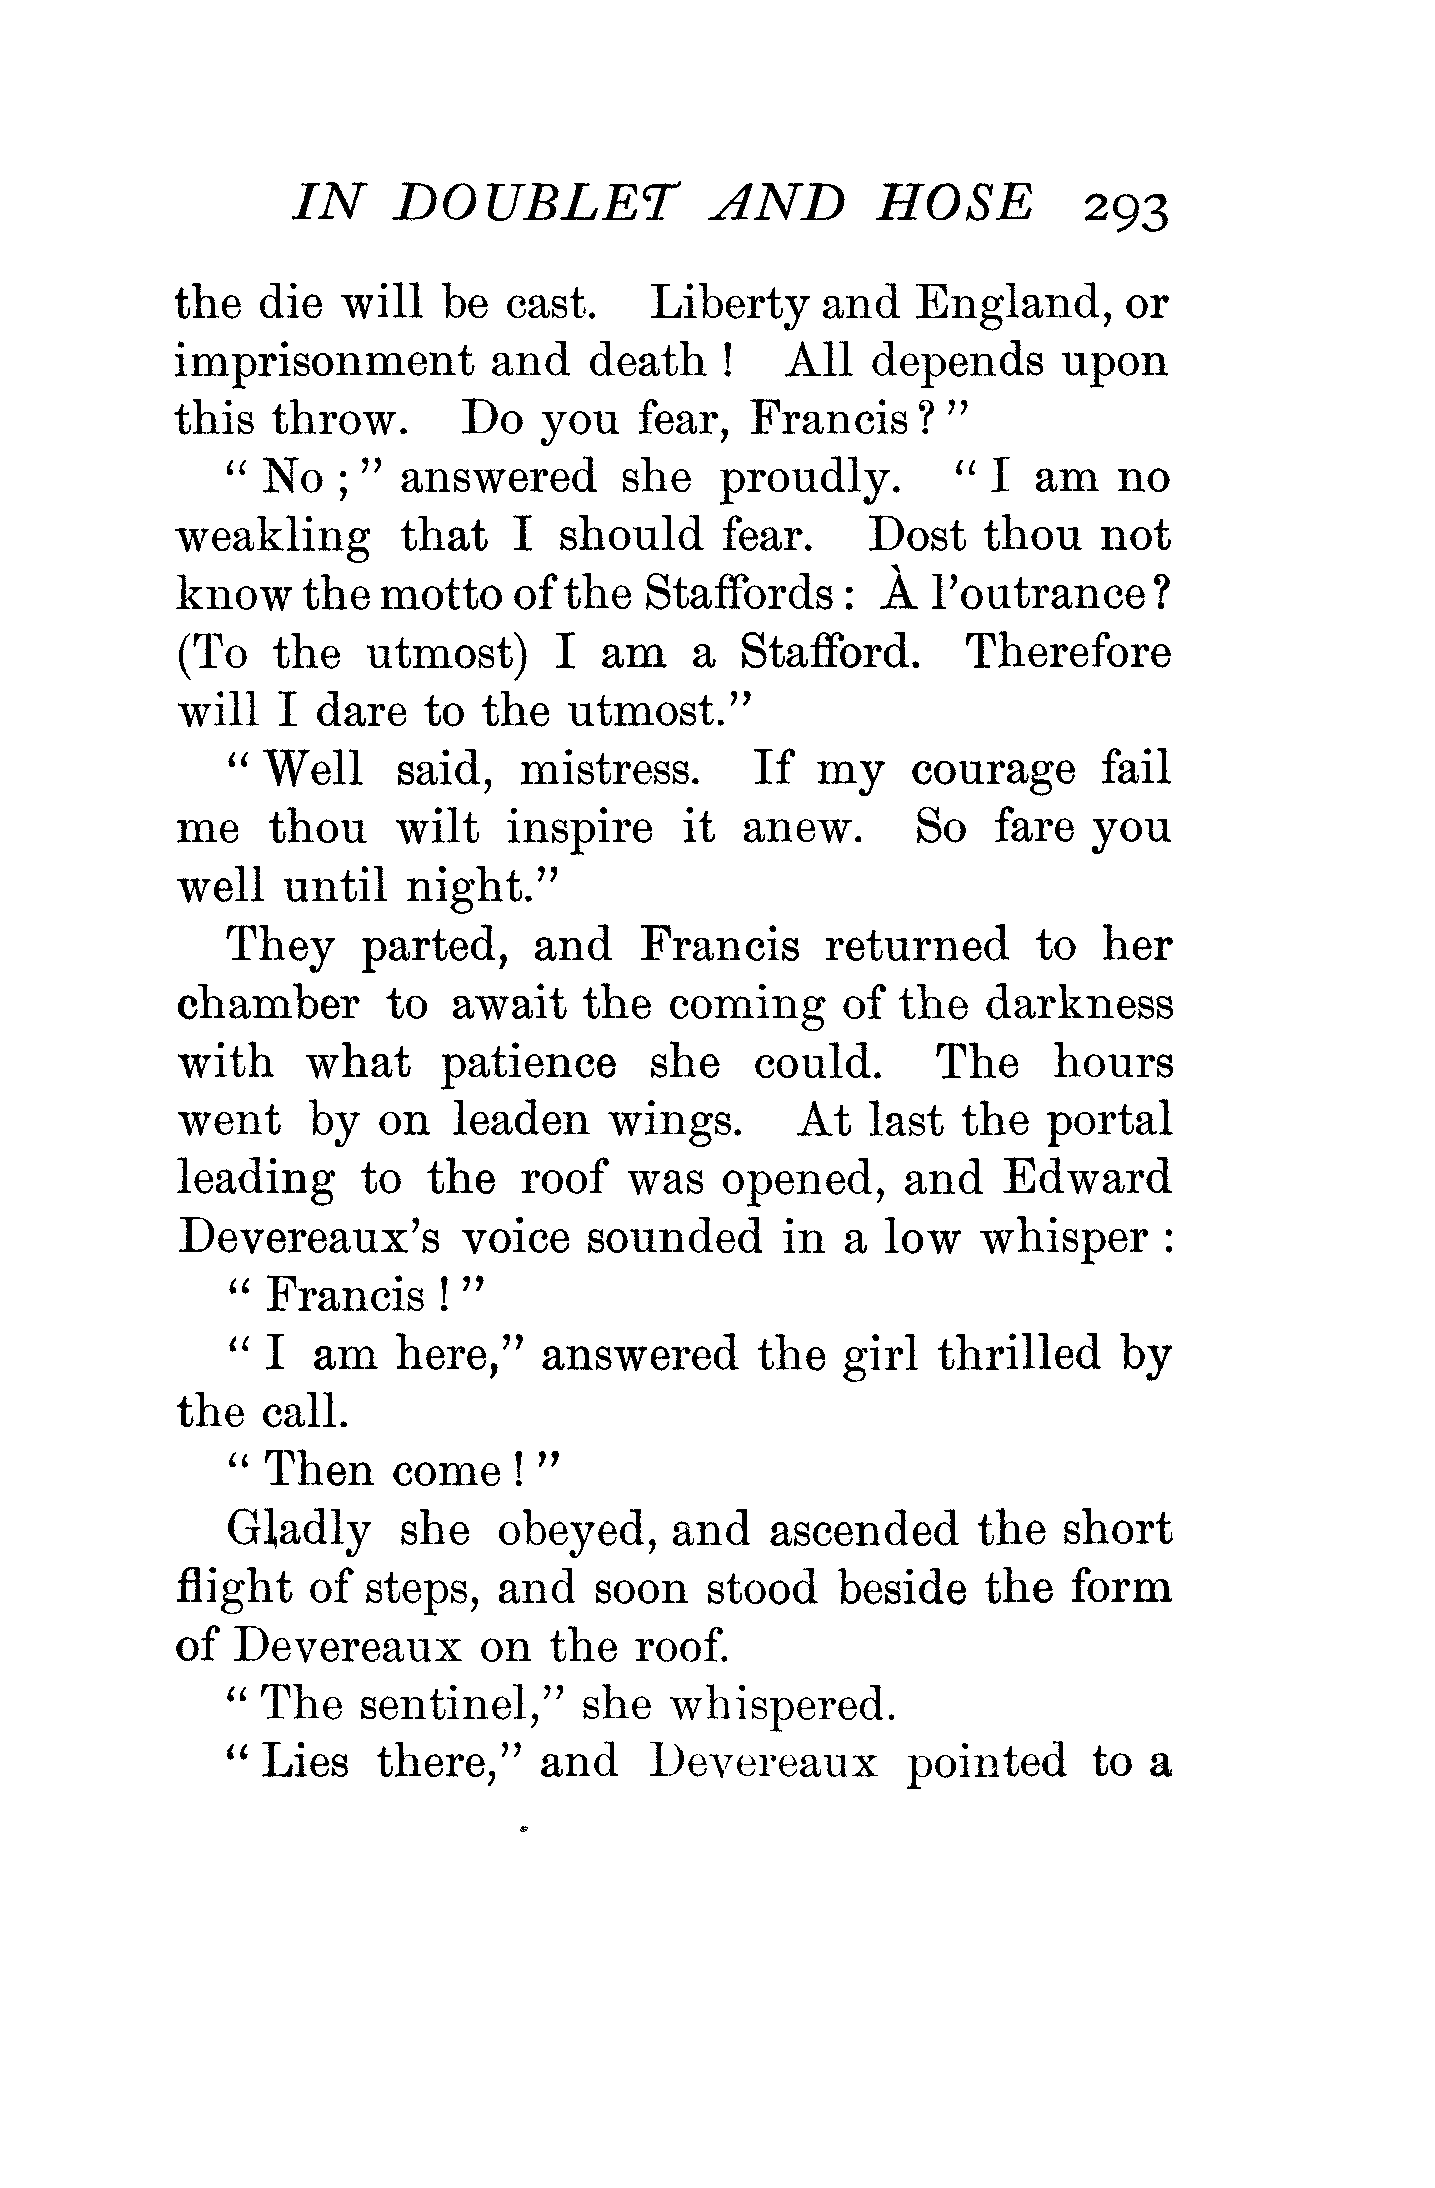 IN DOUBLET AND HOSE 293
the die will be cast. Liberty and England, or
imprisonment and death ! All depends upon
this throw. Do you fear, Francis ? ”
“ No ; ” answered she proudly. “ I am no
weakling that I should fear. Dost thou not
know the motto of the Staffords : À l’outrance ?
(To the utmost) I am a Stafford. Therefore
will I dare to the utmost.”
“ Well said, mistress. If my courage fail
me thou wilt inspire it anew. So fare you
well until night.”
They parted, and Francis returned to her
chamber to await the coming of the darkness
with what patience she could. The hours
went by on leaden wings. At last the portal
leading to the roof was opened, and Edward
Devereaux’s voice sounded in a low whisper :
“ Francis ! ”
“ I am here,” answered the girl thrilled by
the call.
“ Then come ! ”
Gladly she obeyed, and ascended the short
flight of steps, and soon stood beside the form
of Devereaux on the roof.
“ The sentinel,” she whispered.
“ Lies there,” and Devereaux pointed to a